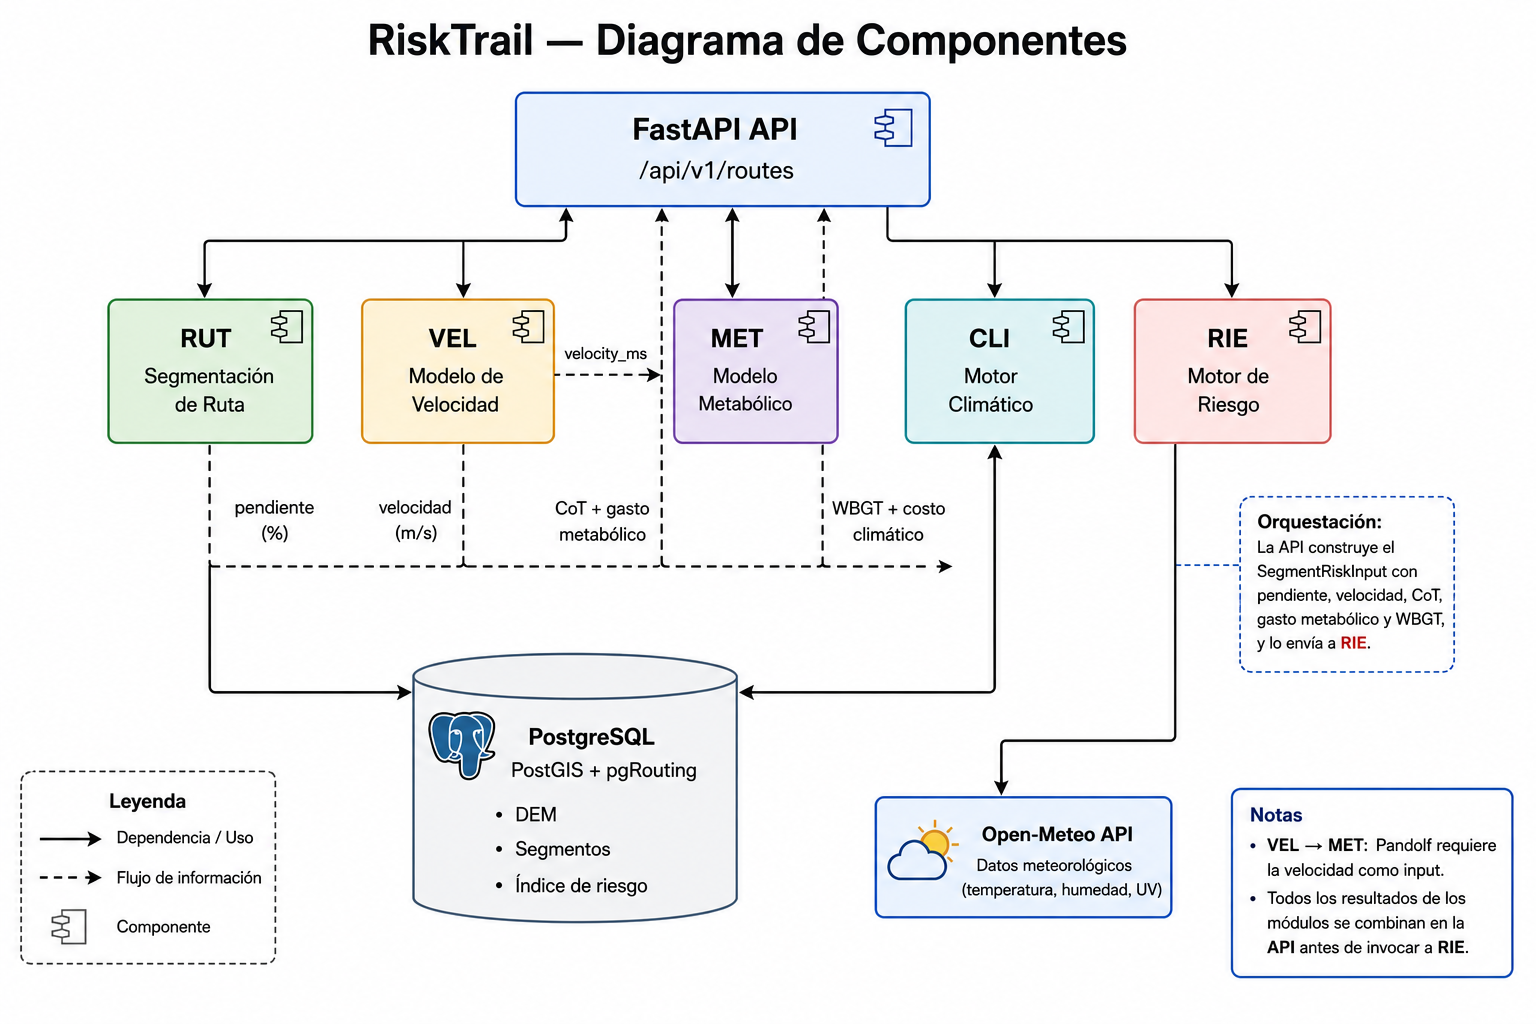 RiskTrail — Diagrama de Componentes
FastAPI API
/api/v1/routes
RUT
Segmentación
de Ruta
VEL
Modelo de
Velocidad
velocity_ms
MET
Modelo
Metabólico
CLI
Motor
Climático
RIE
Motor de
Riesgo
pendiente
(%)
velocidad
(m/s)
CoT + gasto
metabólico
WBGT + costo
climático
Orquestación:
La API construye el
SegmentRiskInput con
pendiente, velocidad, CoT,
gasto metabólico y WBGT,
y lo envía a RIE.
PostgreSQL
PostGIS + pgRouting
• DEM
• Segmentos
• Índice de riesgo
Leyenda
Dependencia / Uso
Flujo de información
Componente
Open-Meteo API
Datos meteorológicos
(temperatura, humedad, UV)
Notas
• VEL → MET: Pandolf requiere
la velocidad como input.
• Todos los resultados de los
módulos se combinan en la
API antes de invocar a RIE.